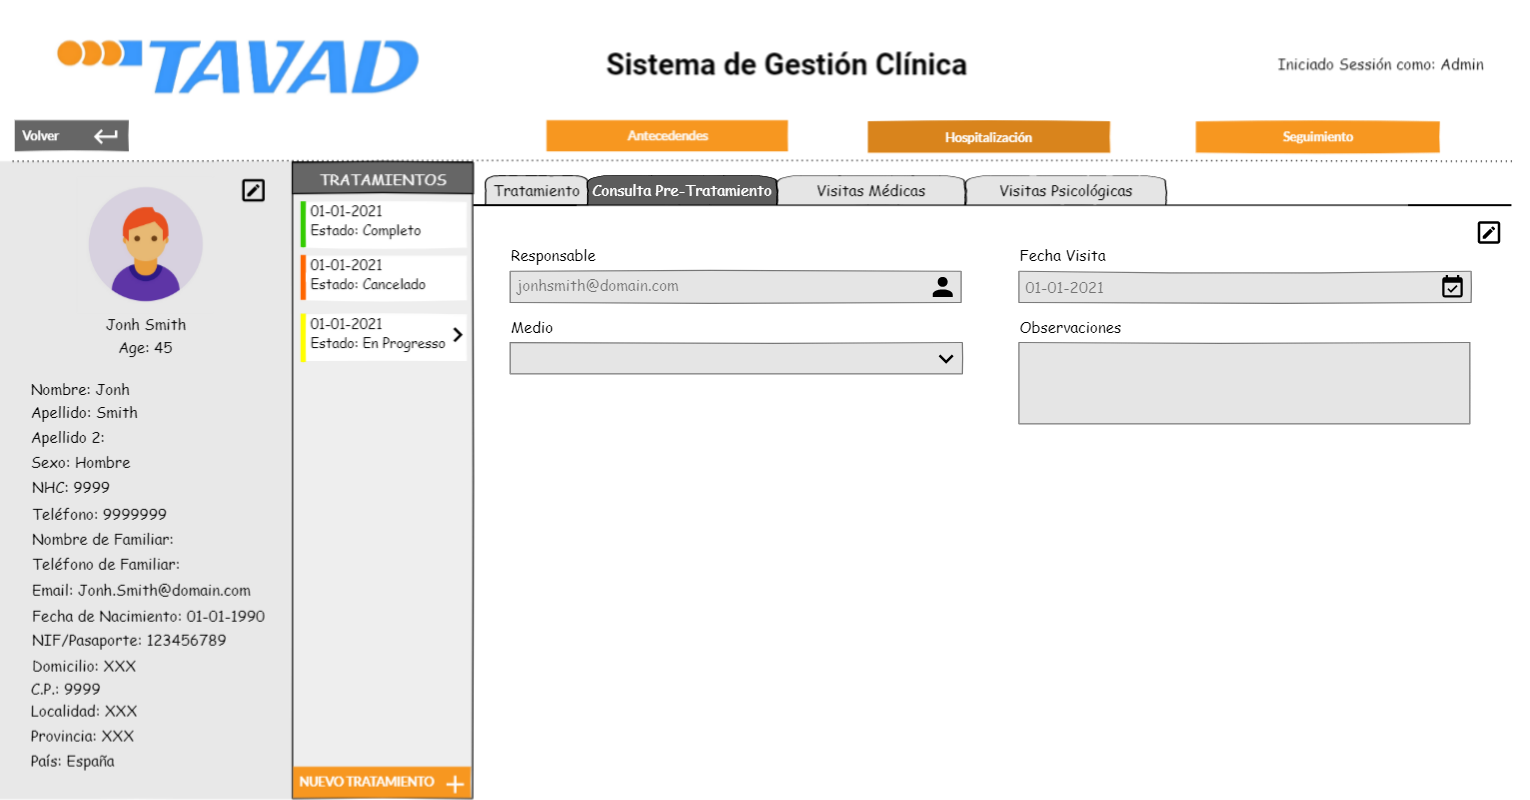 TAVAD
Sistema de Gestión Clínica
Iniciado Sessión como: Admin
Volver
Antecedendes
Hospitalización
Seguimiento
Jonh Smith
Age: 45
Nombre: Jonh
Apellido: Smith
Apellido 2:
Sexo: Hombre
NHC: 9999
Teléfono: 9999999
Nombre de Familiar:
Teléfono de Familiar:
Email: Jonh.Smith@domain.com
Fecha de Nacimiento: 01-01-1990
NIF/Pasaporte: 123456789
Domicilio: XXX
C.P.: 9999
Localidad: XXX
Provincia: XXX
País: España
TRATAMIENTOS
01-01-2021
Estado: Completo
01-01-2021
Estado: Cancelado
01-01-2021
Estado: En Progresso
NUEVO TRATAMIENTO
Tratamiento
Consulta Pre-Tratamiento
Visitas Médicas
Visitas Psicológicas
Responsable
jonhsmith@domain.com
Fecha Visita
01-01-2021
Medio
Observaciones